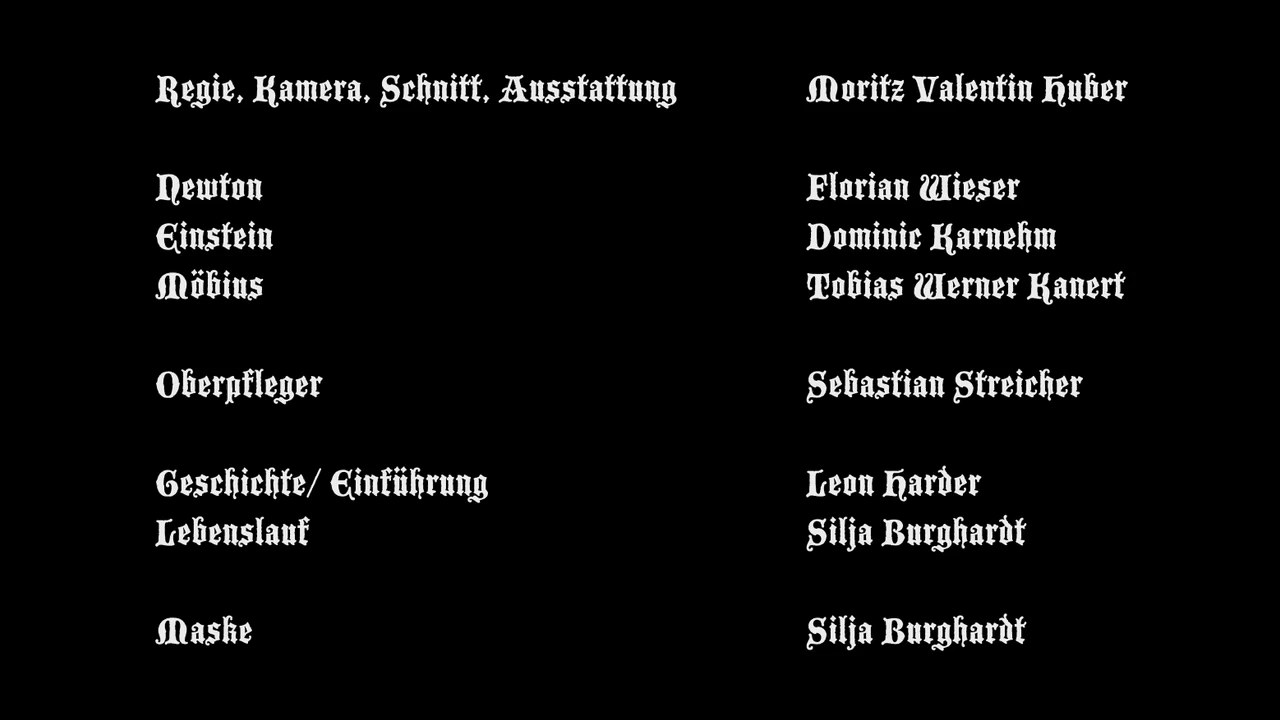 Regie, Kamera, Schnitt, Ausstattung Moritz Valentin Huber
Newton Florian Wieser
Einstein Dominic Karnehm
Möbius Tobias Werner Kanert
Oberpfleger Sebastian Streicher
Geschichte/ Einführung Leon Harder
Lebenslauf Silja Burghardt
Maske Silja Burghardt